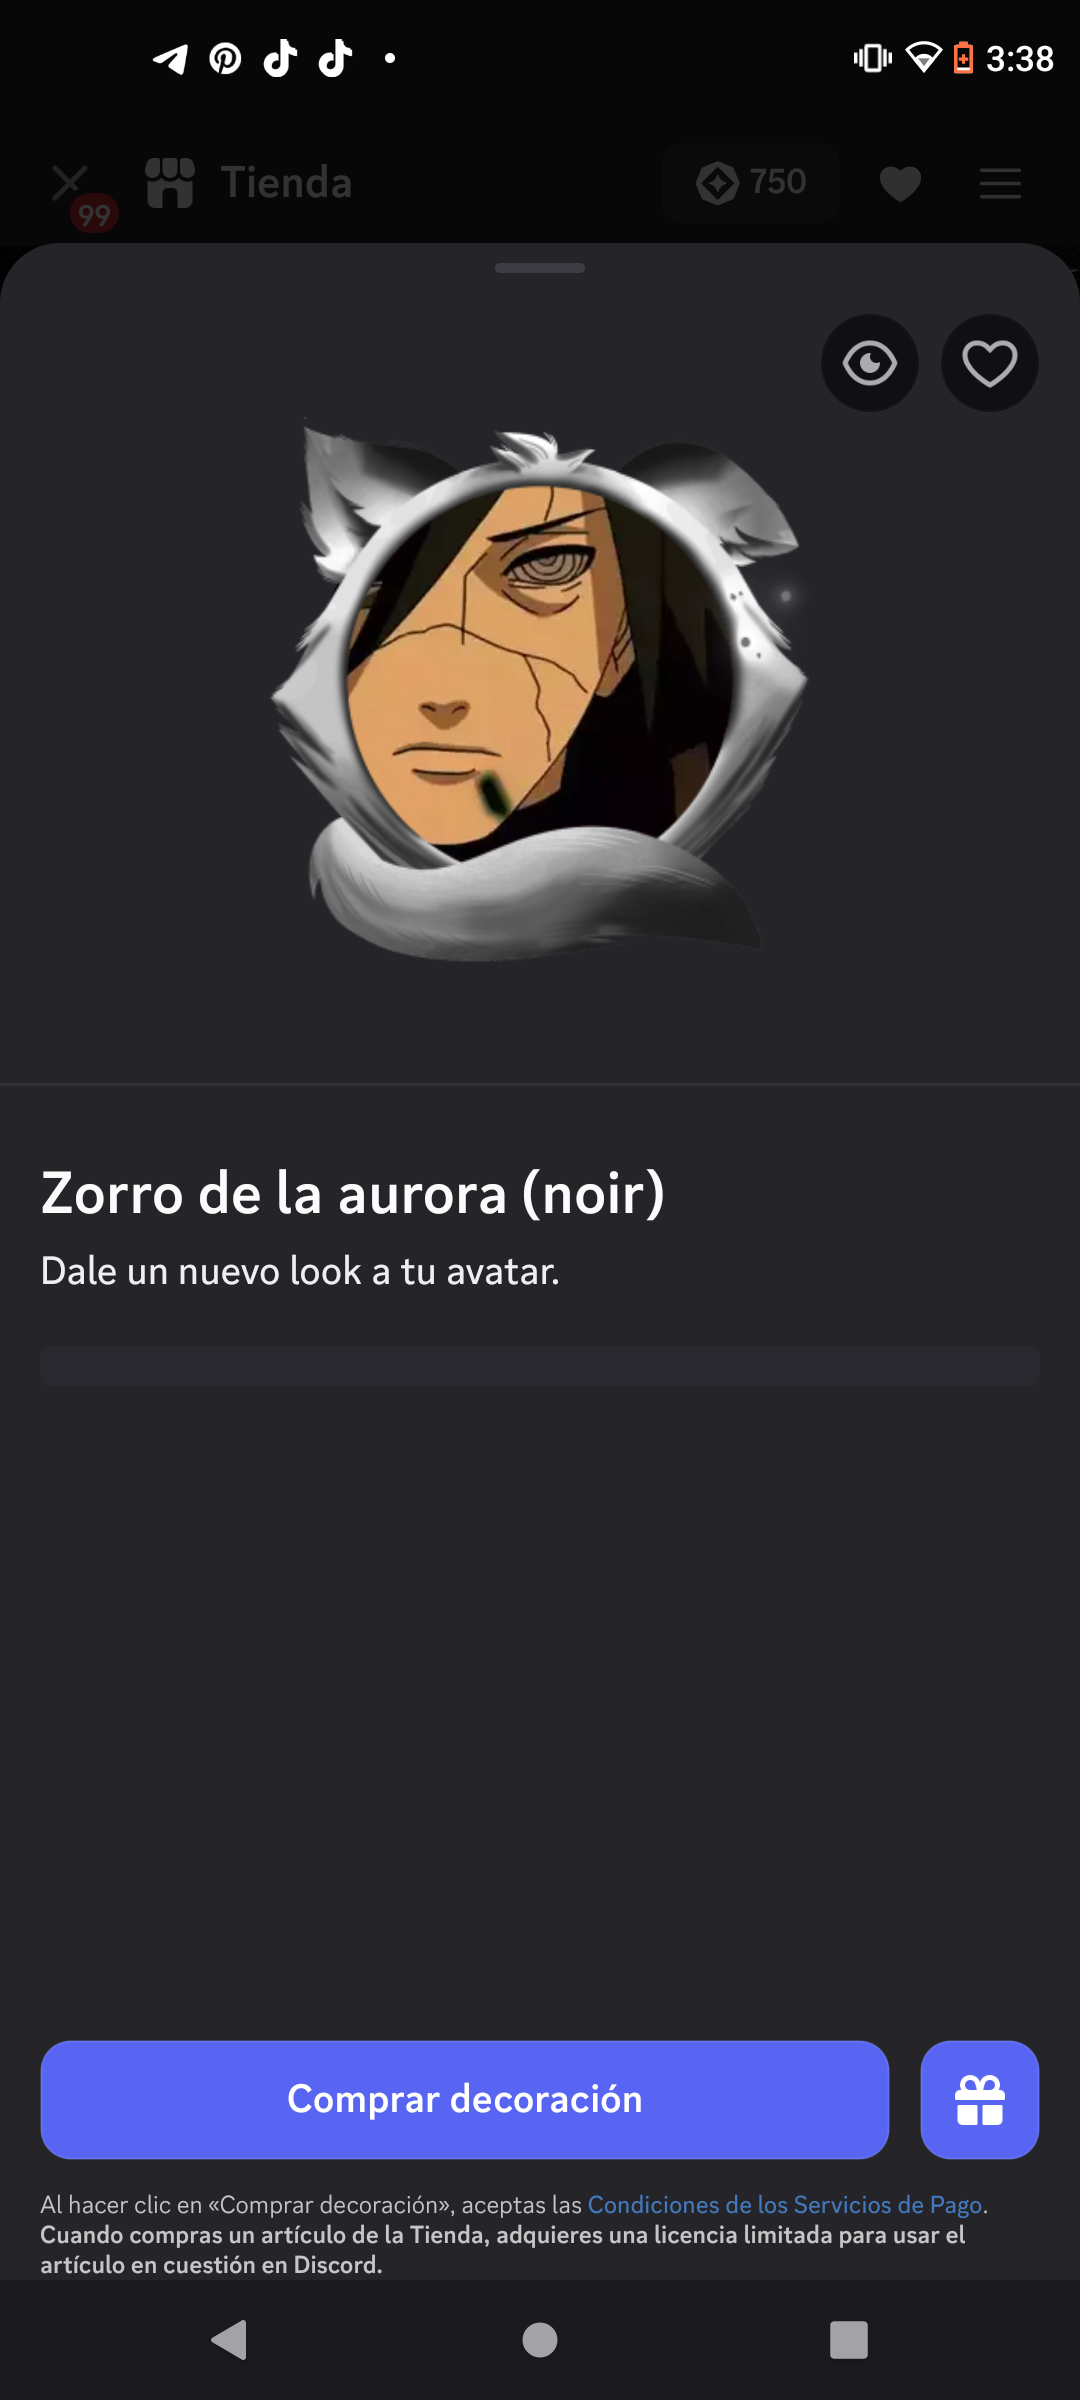 3:38
Tienda
750
99
Zorro de la aurora (noir)
Dale un nuevo look a tu avatar.
Comprar decoración
Al hacer clic en «Comprar decoración», aceptas las Condiciones de los Servicios de Pago.
Cuando compras un artículo de la Tienda, adquieres una licencia limitada para usar el
artículo en cuestión en Discord.